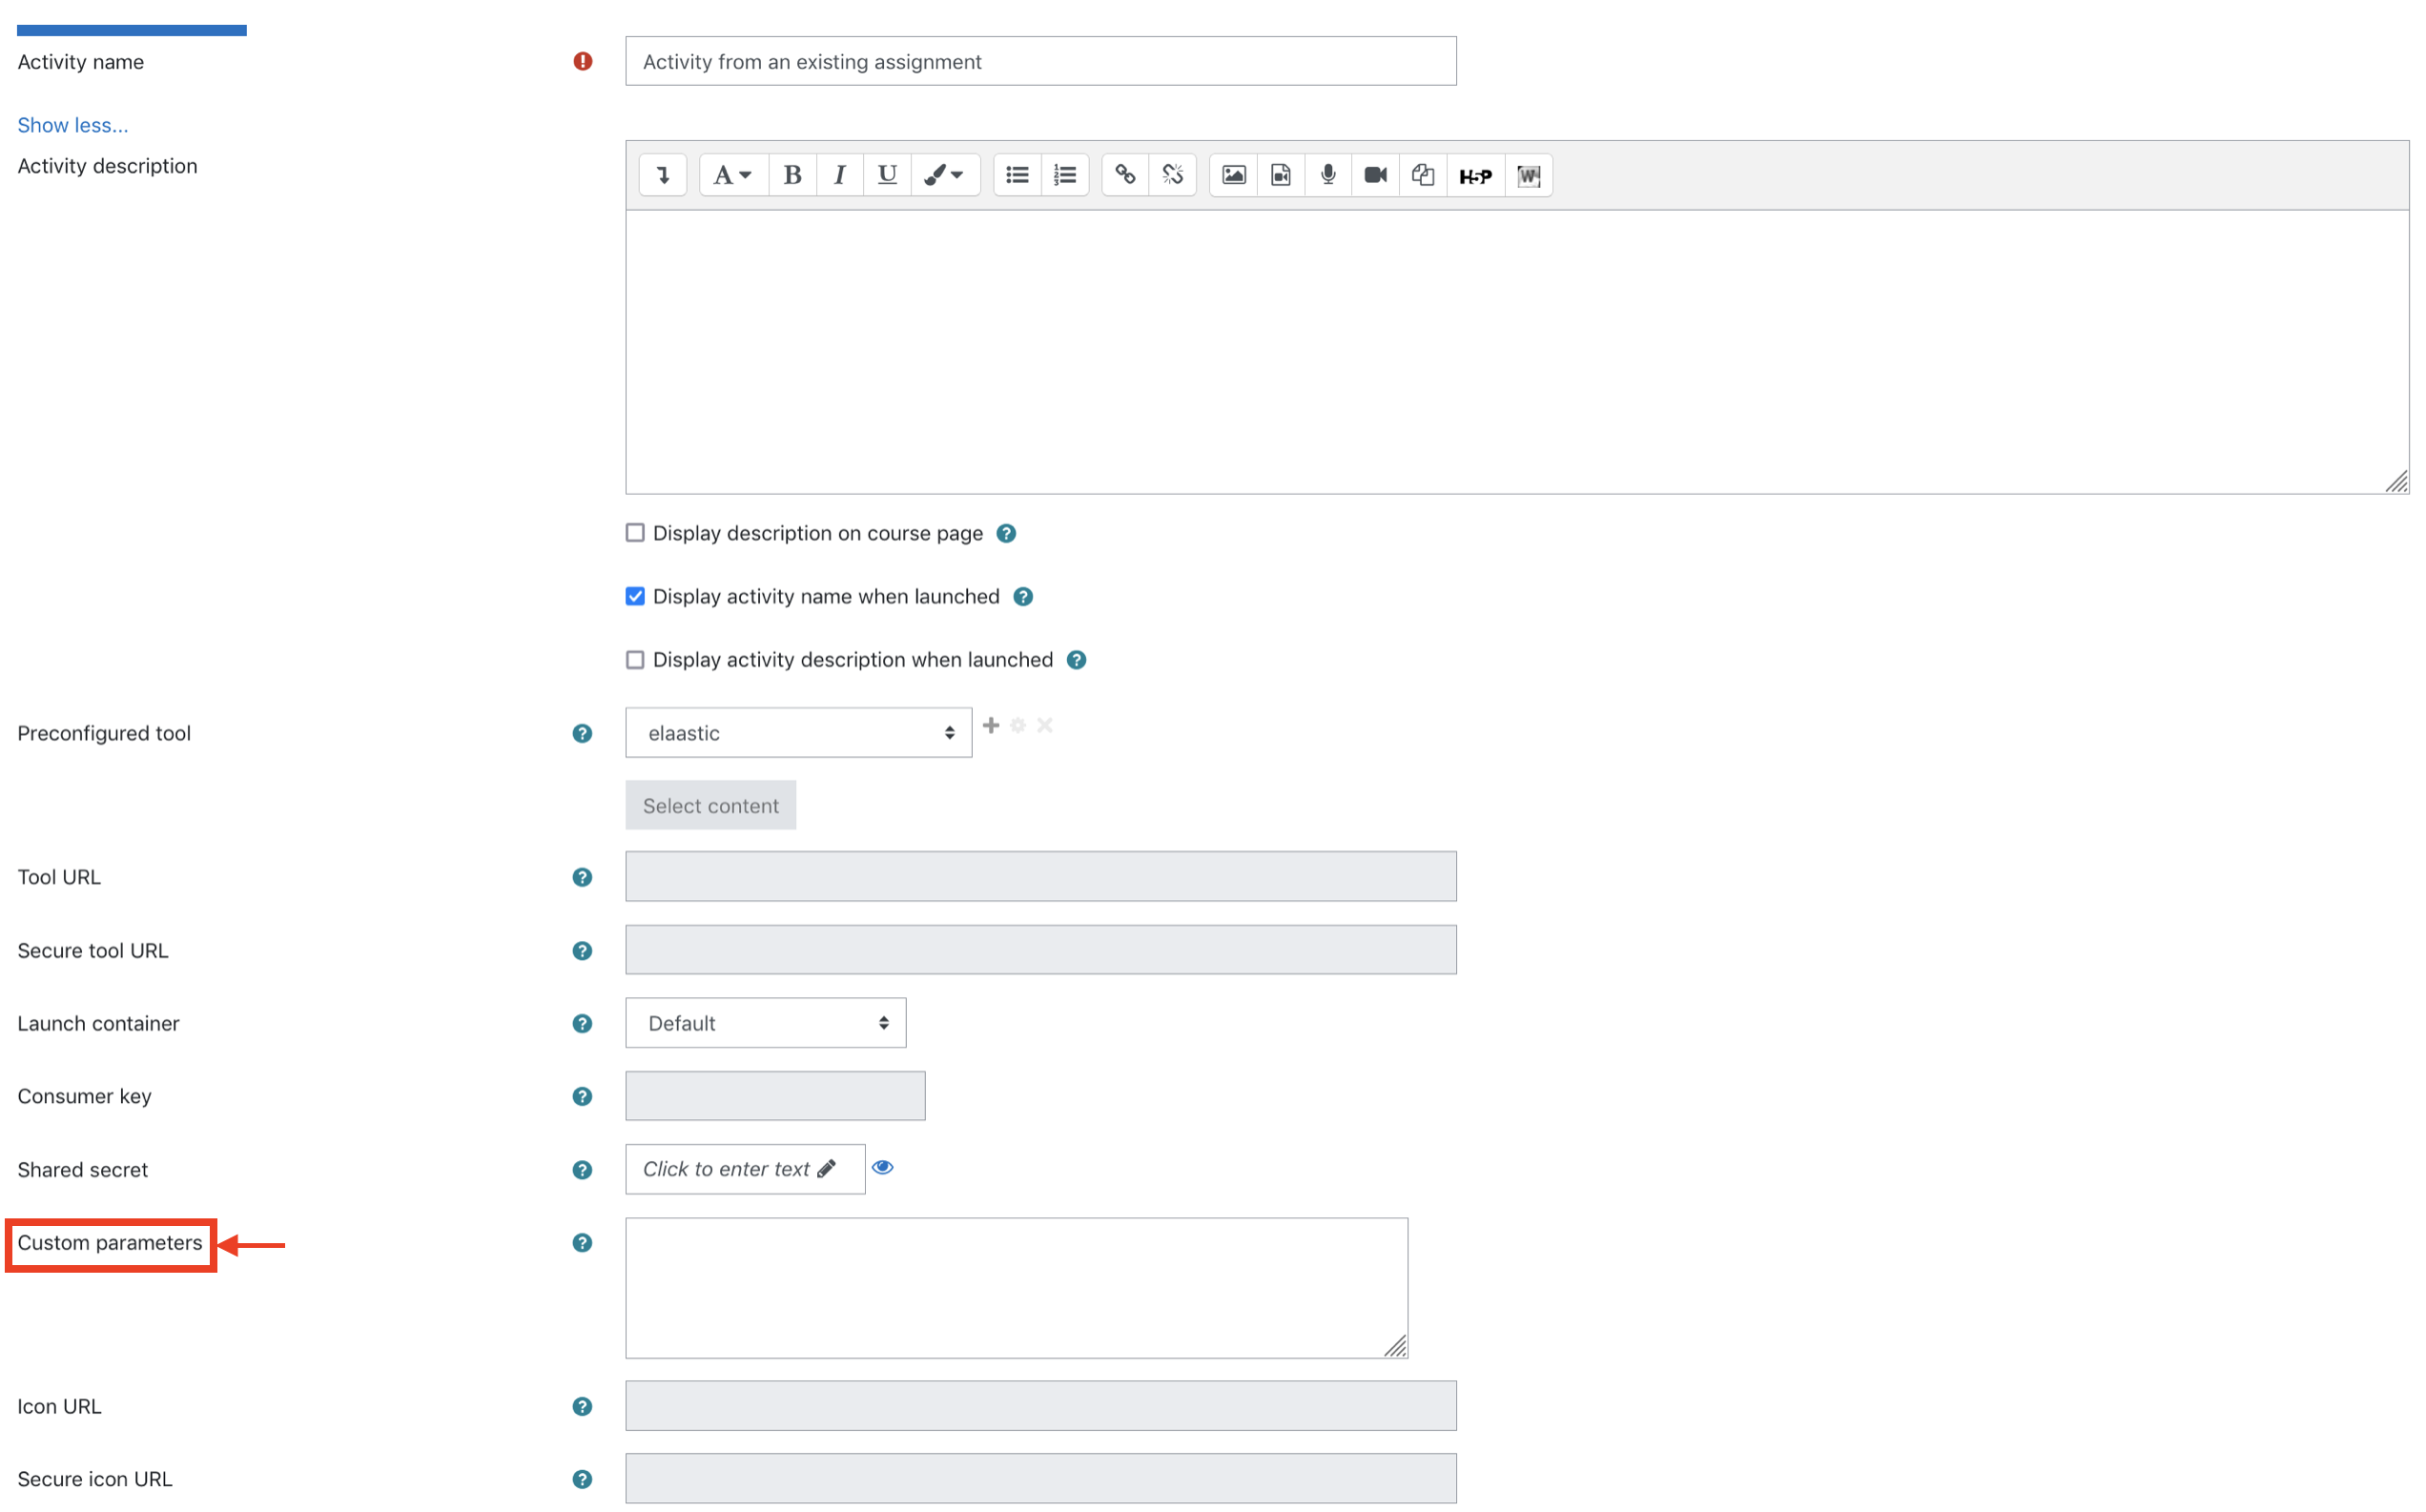 Activity name
Activity from an existing assignment
Show less...
Activity description
A B I U H5P W
Display description on course page
Display activity name when launched
Display activity description when launched
Preconfigured tool
elaastic
Select content
Tool URL
Secure tool URL
Launch container
Default
Consumer key
Shared secret
Click to enter text
Custom parameters
Icon URL
Secure icon URL